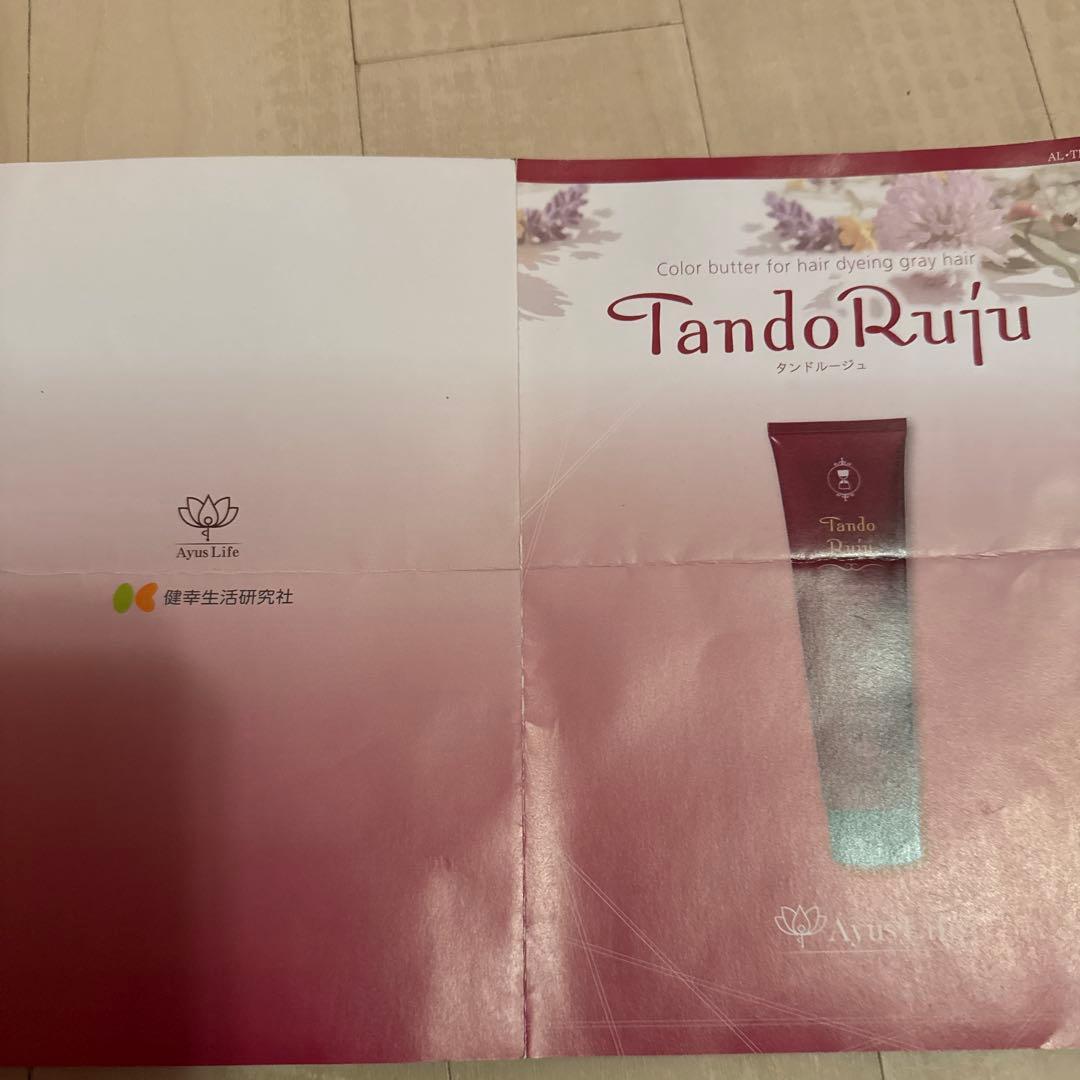 Ayus Life
健幸生活研究社
Color butter for hair dyeing gray hair
TandoRuju
タンドルージュ
Tando
Ruju
Ayus Life